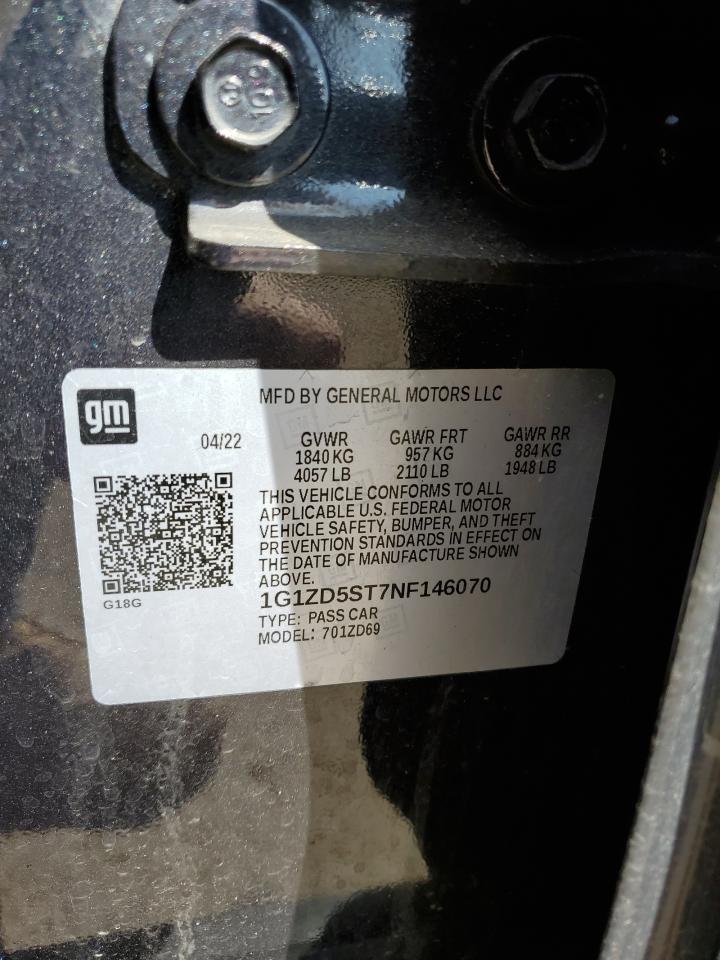 10.9
gm
MFD BY GENERAL MOTORS LLC
04/22
GVWR GAWR FRT GAWR RR
1840 KG 957 KG 884 KG
4057 LB 2110 LB 1948 LB
THIS VEHICLE CONFORMS TO ALL
APPLICABLE U.S. FEDERAL MOTOR
VEHICLE SAFETY, BUMPER, AND THEFT
PREVENTION STANDARDS IN EFFECT ON
THE DATE OF MANUFACTURE SHOWN
ABOVE.
G18G
1G1ZD5ST7NF146070
TYPE: PASS CAR
MODEL: 701ZD69